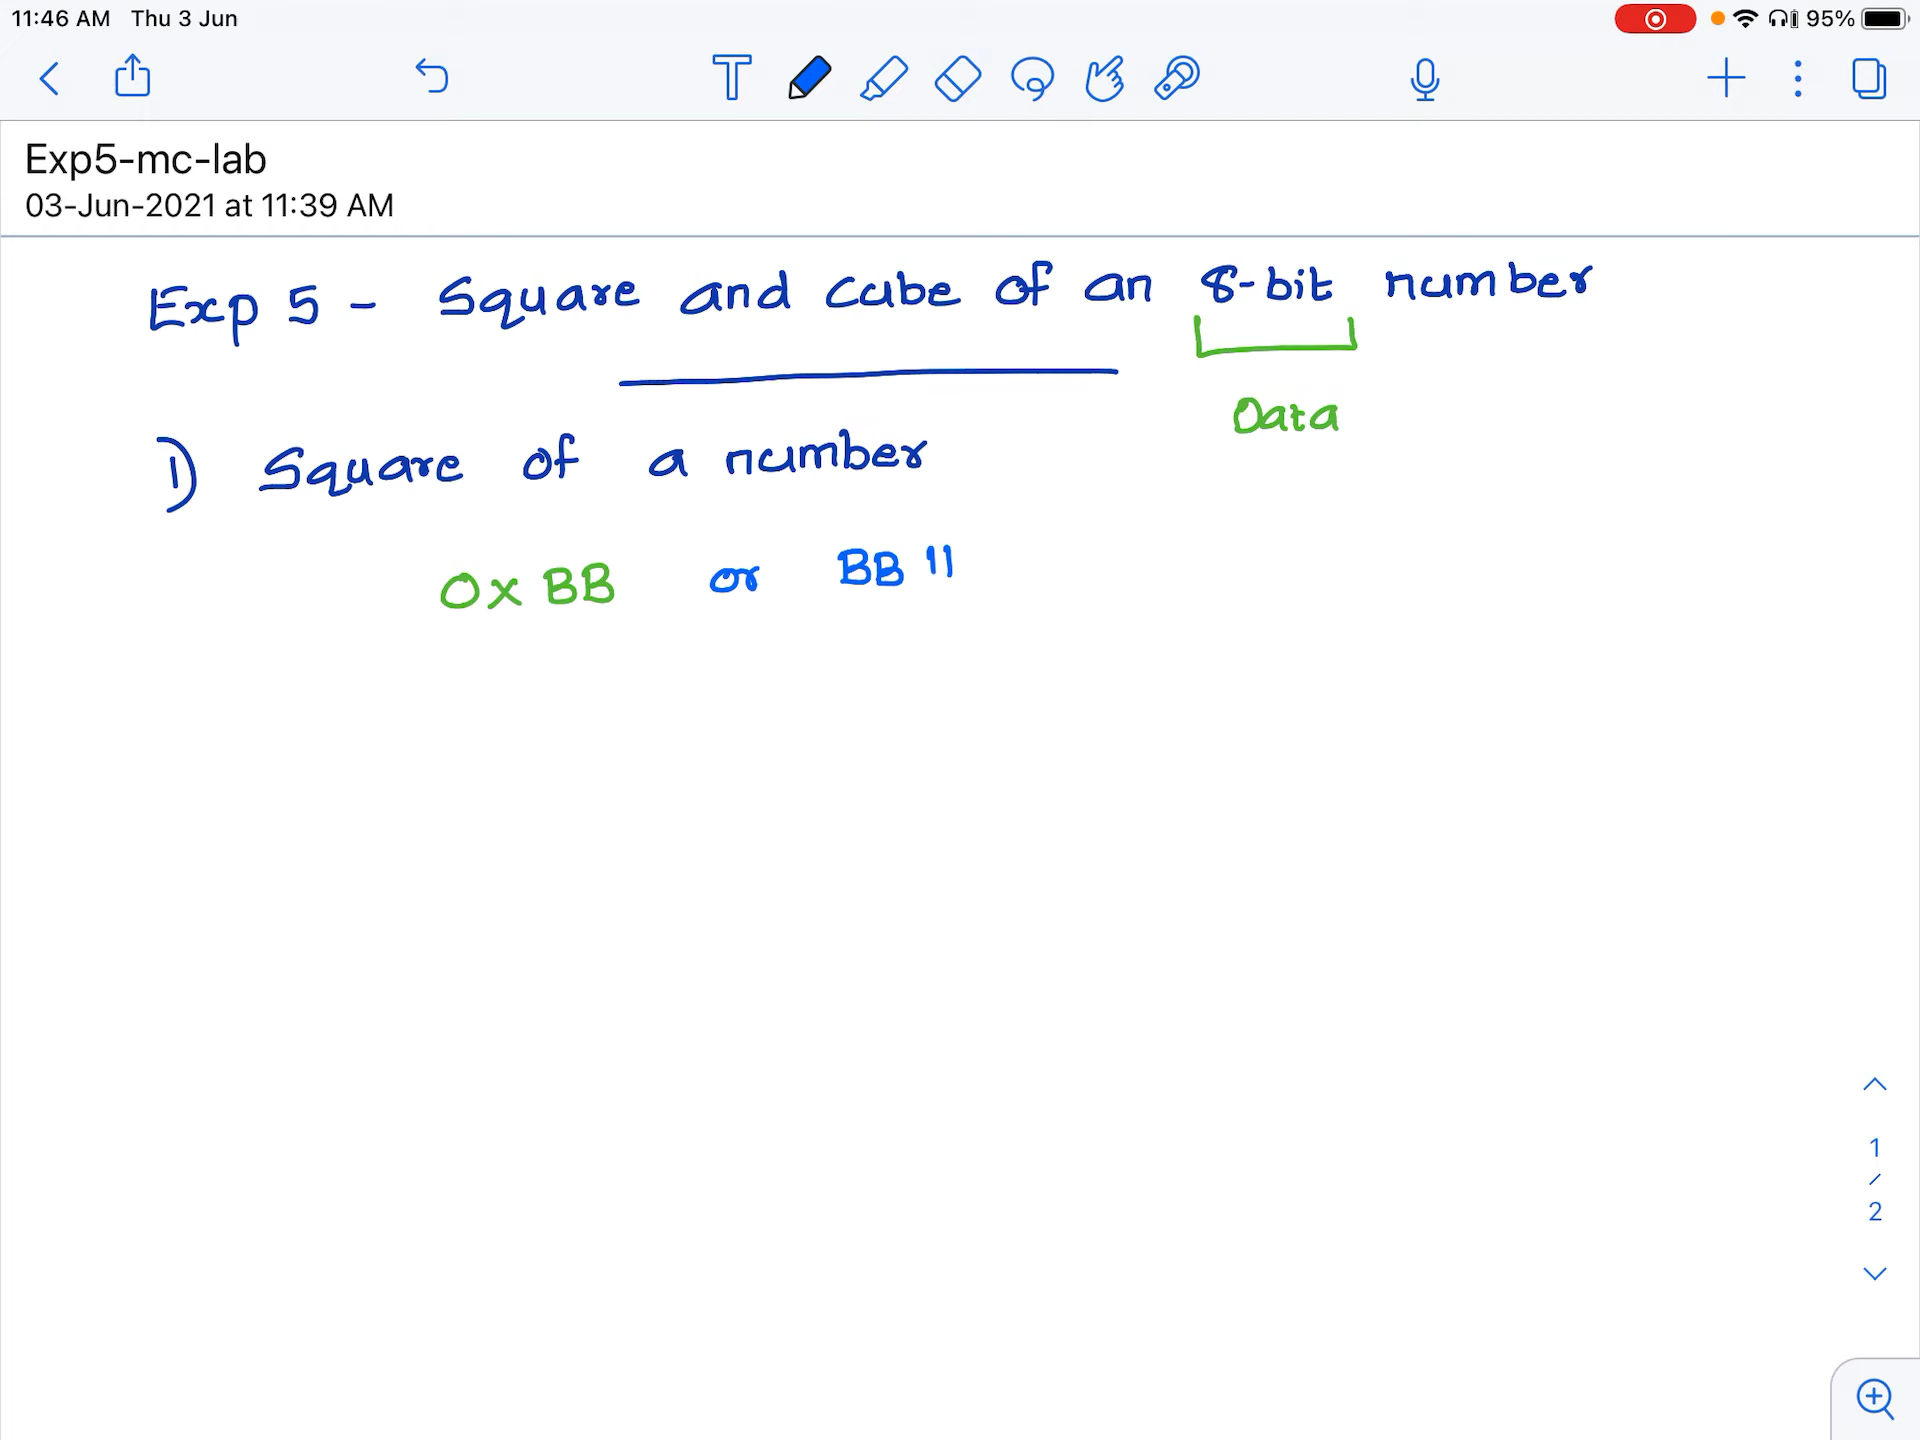 11:46 AM Thu 3 Jun 95%
T
Exp5-mc-lab
03-Jun-2021 at 11:39 AM
Exp 5 - Square and cube of an 8-bit number
Data
1) Square of a number
0x BB or BB
1
/
2